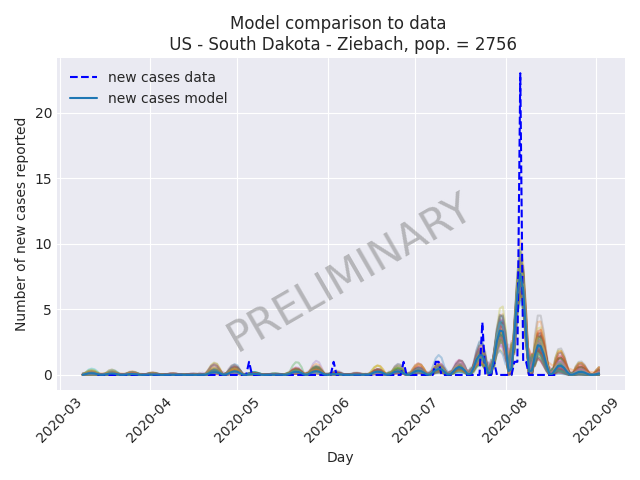 Model comparison to data
US - South Dakota - Ziebach, pop. = 2756
new cases data
new cases model
Number of new cases reported
20
15
10
5
0
PRELIMINARY
2020-03
2020-04
2020-05
2020-06
2020-07
2020-08
2020-09
Day